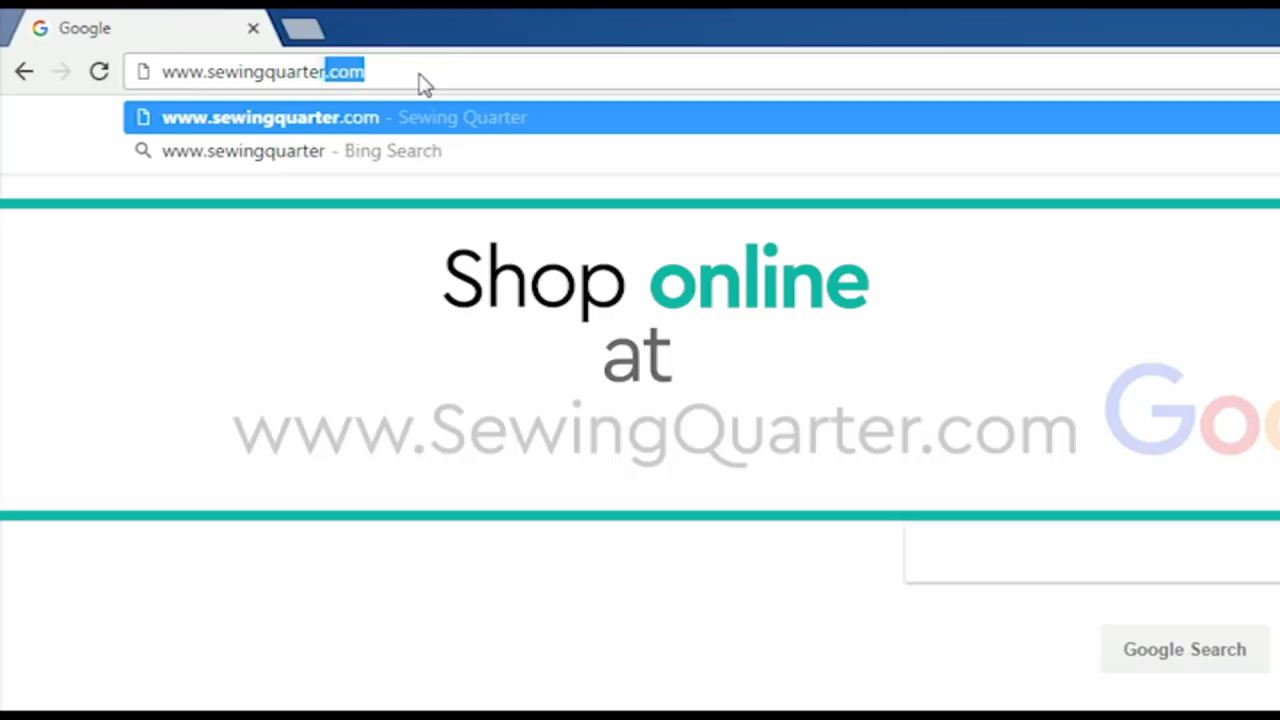 Google
www.sewingquarter.com
www.sewingquarter.com - Sewing Quarter
www.sewingquarter - Bing Search
Shop online
at
www.SewingQuarter.com
Goo
Google Search